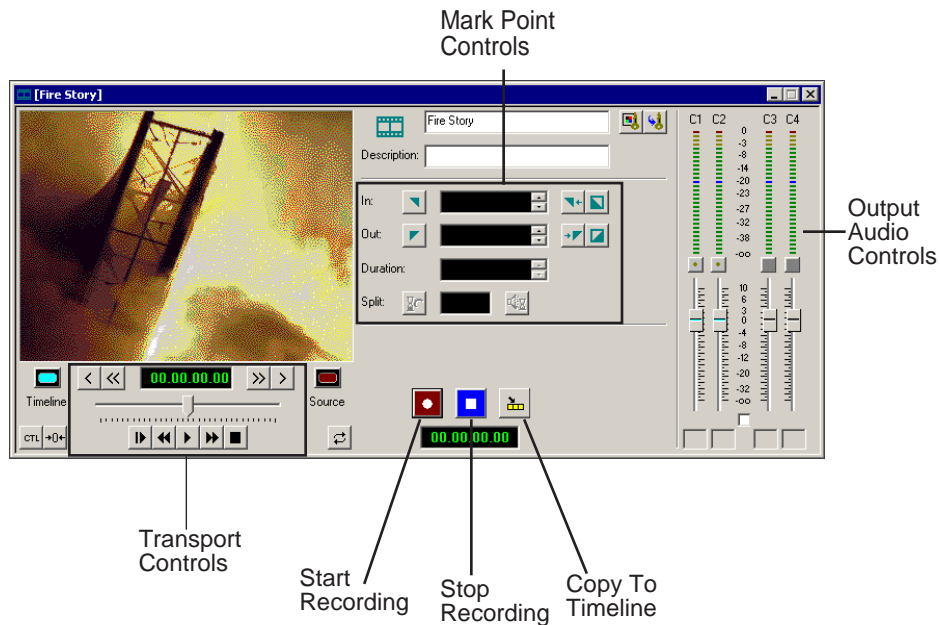 Mark Point
Controls
[Fire Story]
Fire Story
Description:
In:
Out:
Duration:
Split:
C1 C2 C3 C4
0
-3
-8
-14
-20
-23
-27
-32
-38
-oo
10
6
3
0
-4
-8
-12
-20
-32
-oo
Output
Audio
Controls
00.00.00.00
Timeline
Source
CTL
→0←
00.00.00.00
Transport
Controls
Start
Recording
Stop
Recording
Copy To
Timeline